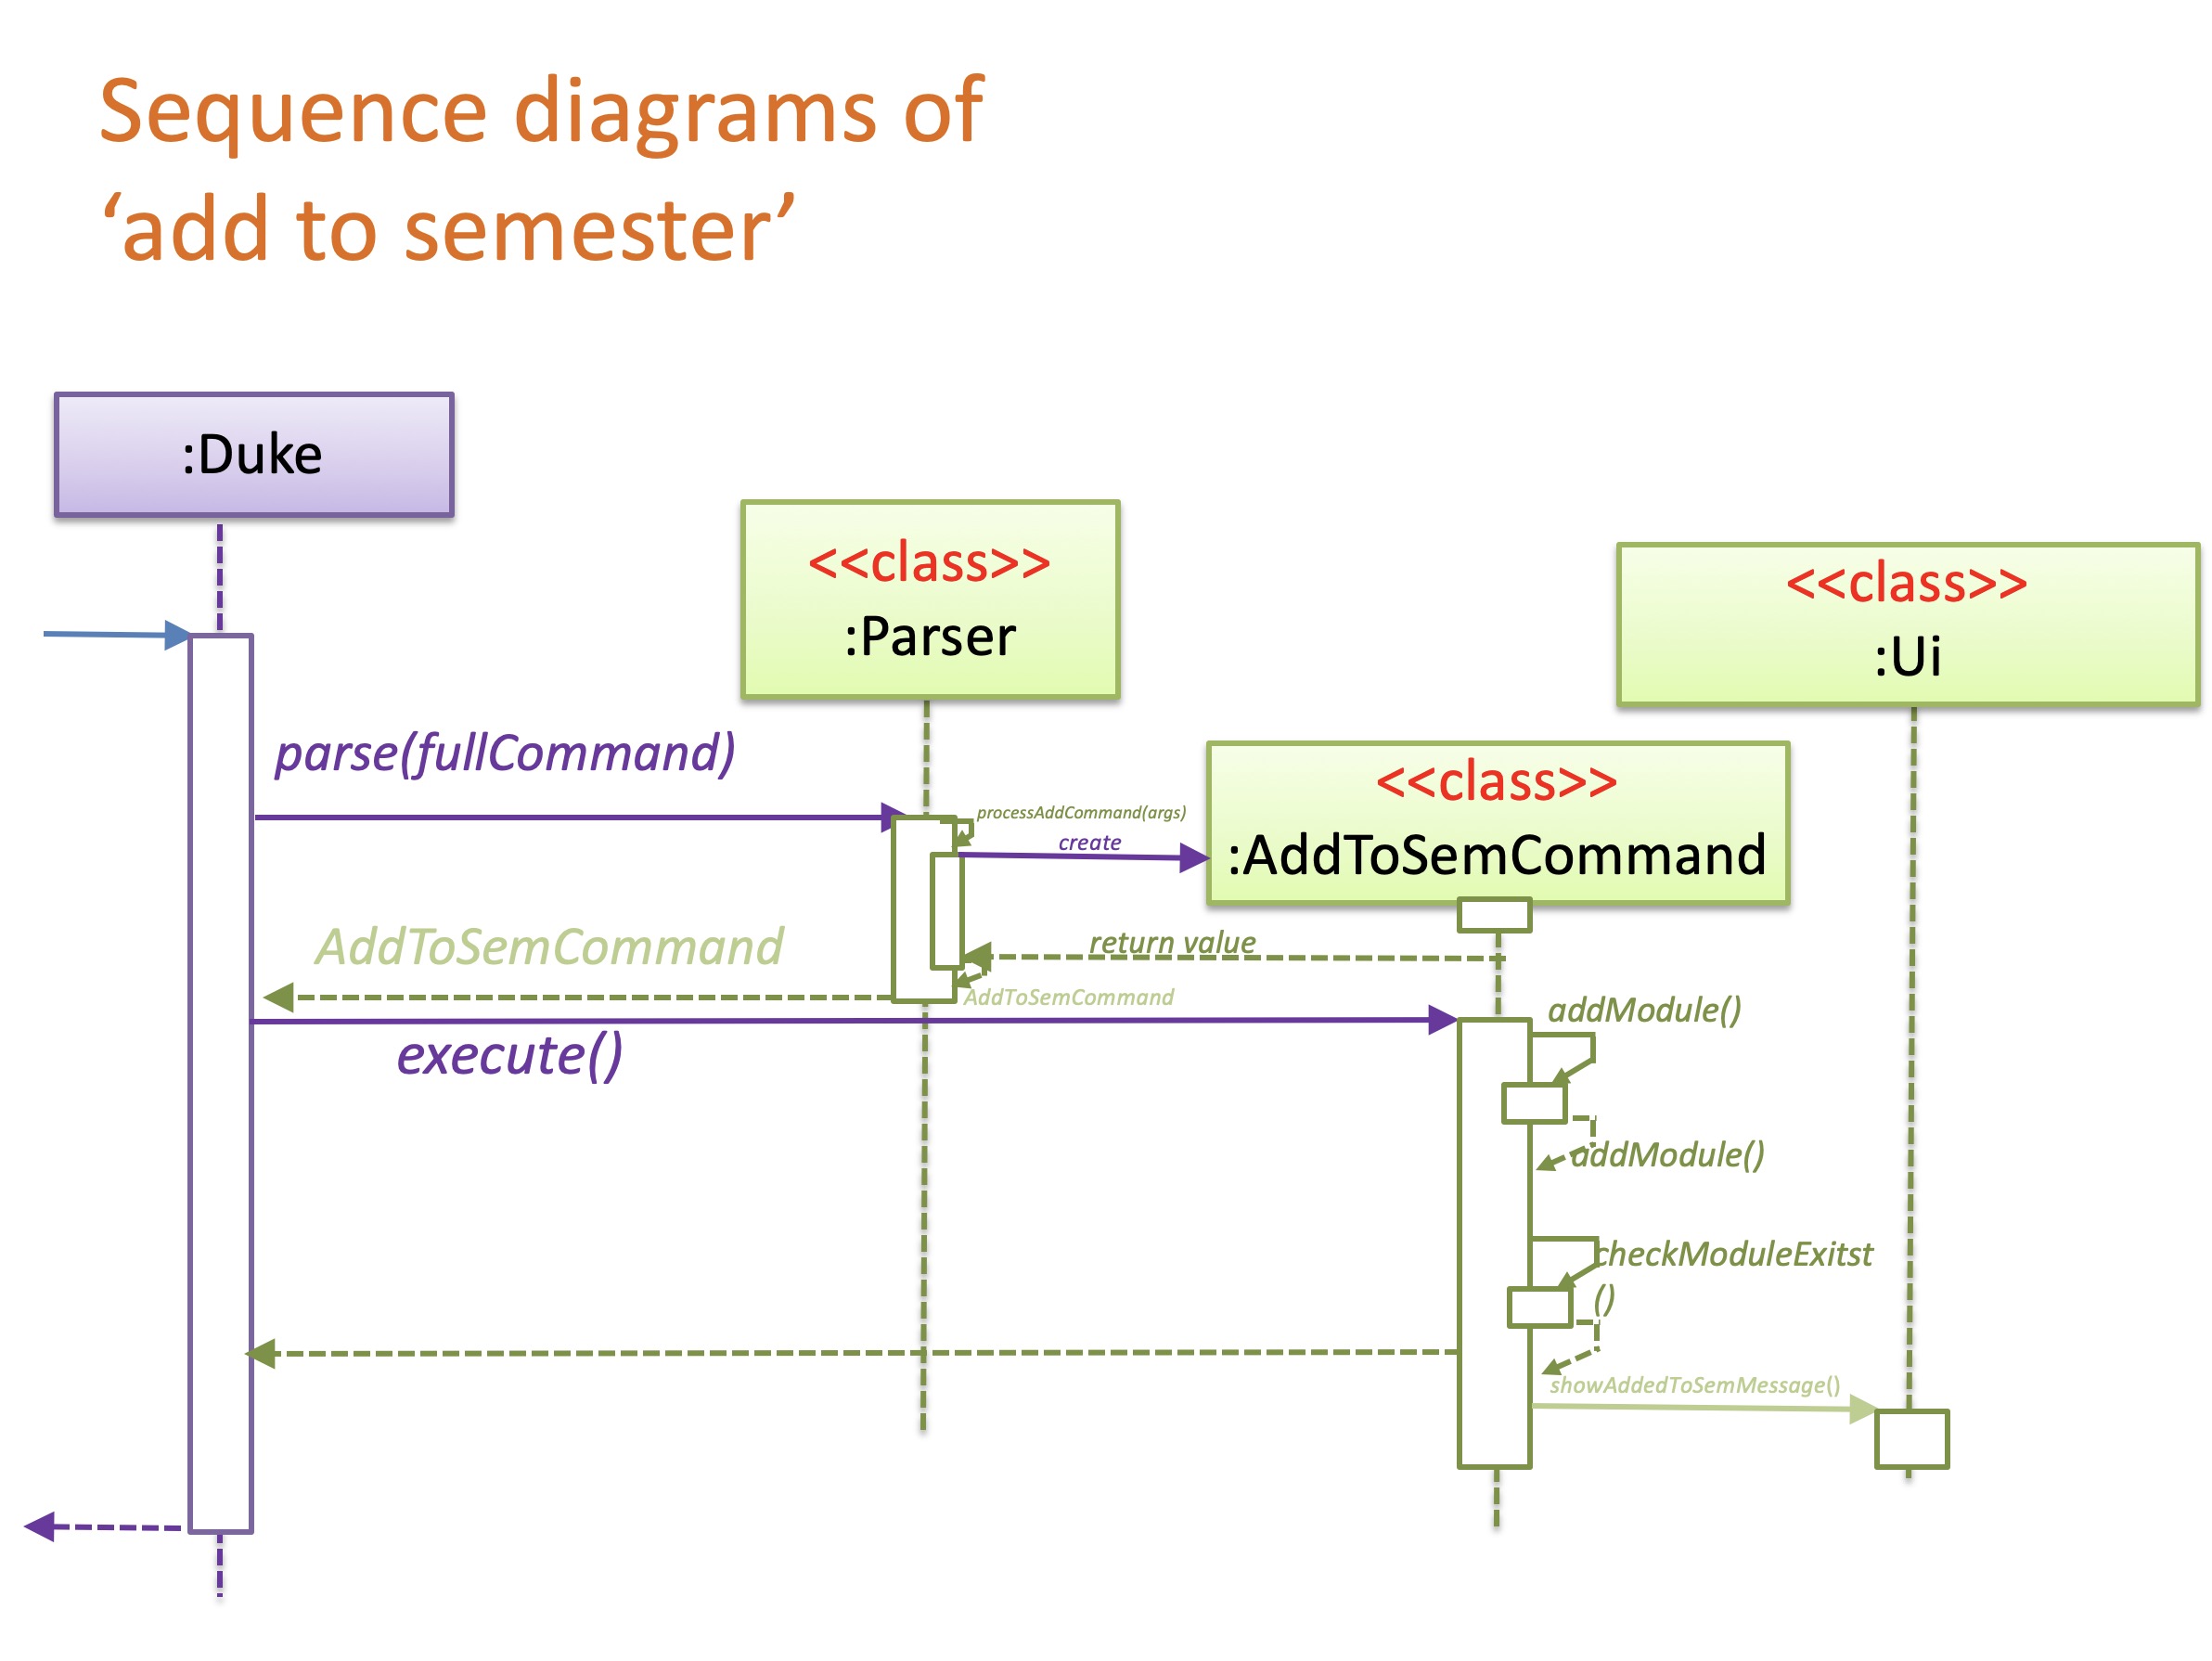 Sequence diagrams of
‘add to semester’
:Duke
<<class>>
:Parser
<<class>>
:Ui
parse(fullCommand)
<<class>>
:AddToSemCommand
processAddCommand(args)
create
AddToSemCommand
return value
AddToSemCommand
addModule()
execute()
addModule()
checkModuleExitst
()
showAddedToSemMessage()